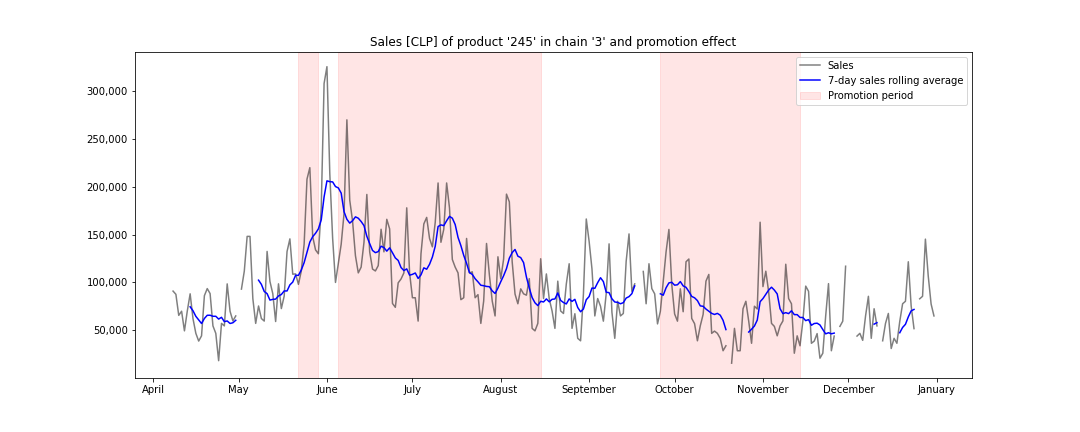 Sales [CLP] of product '245' in chain '3' and promotion effect
Sales
7-day sales rolling average
Promotion period
300,000
250,000
200,000
150,000
100,000
50,000
April May June July August September October November December January